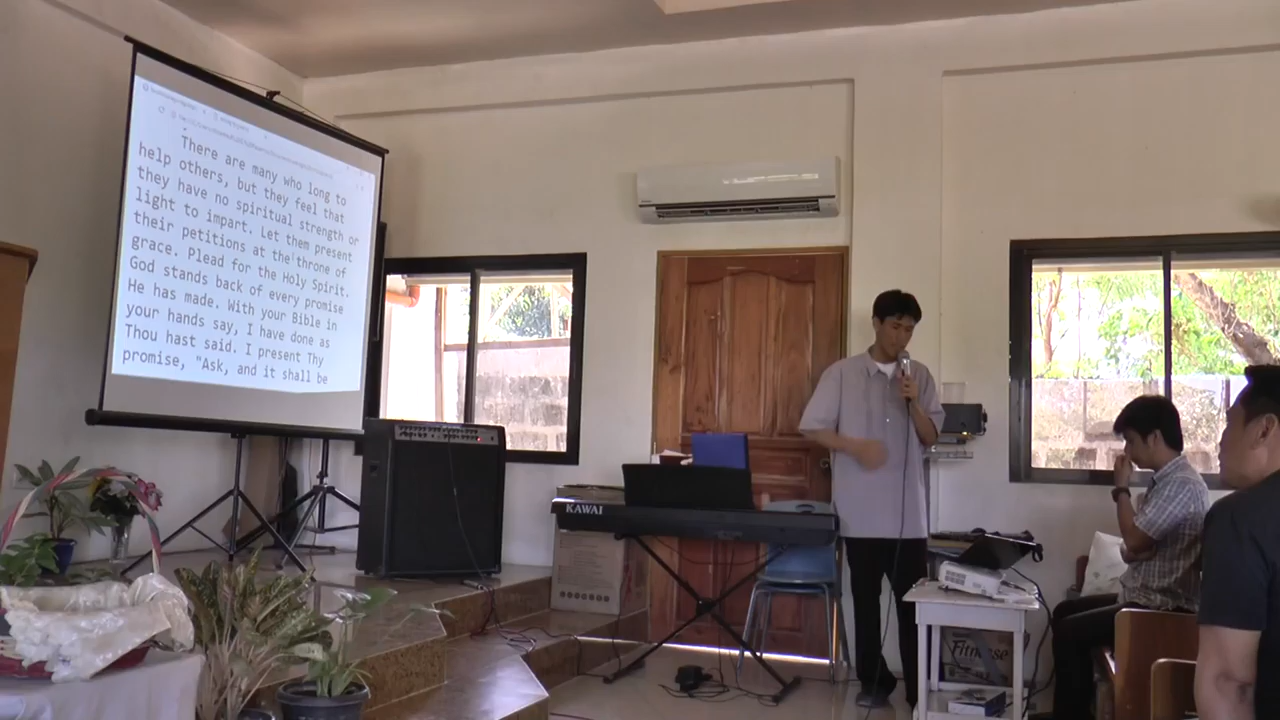 There are many who long to
help others, but they feel that
they have no spiritual strength or
light to impart. Let them present
their petitions at the throne of
grace. Plead for the Holy Spirit.
God stands back of every promise
He has made. With your Bible in
your hands say, I have done as
Thou hast said. I present Thy
promise, "Ask, and it shall be
KAWAI